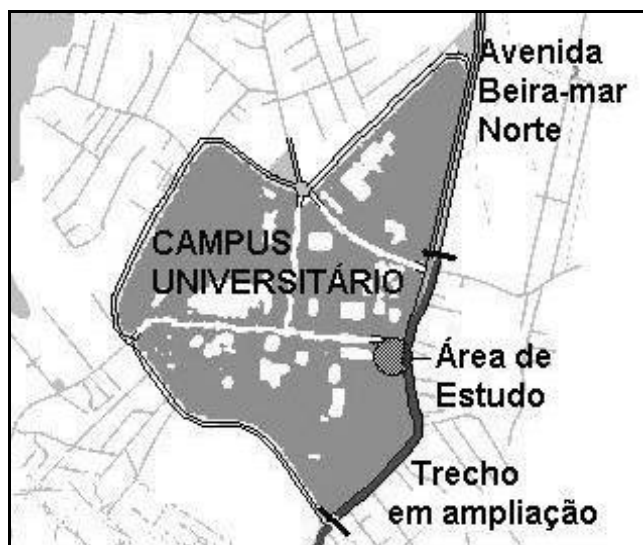 Avenida
Beira-mar
Norte
CAMPUS
UNIVERSITÁRIO
Área de
Estudo
Trecho
em ampliação